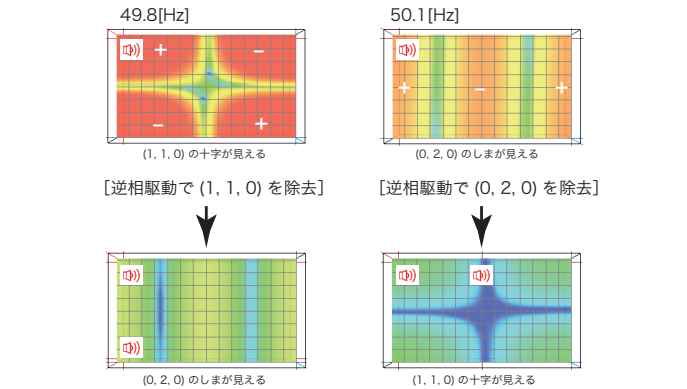 49.8[Hz]
50.1[Hz]
+ −
− +
+ − +
(1, 1, 0) の十字が見える
(0, 2, 0) のしまが見える
[逆相駆動で (1, 1, 0) を除去]
[逆相駆動で (0, 2, 0) を除去]
(0, 2, 0) のしまが見える
(1, 1, 0) の十字が見える